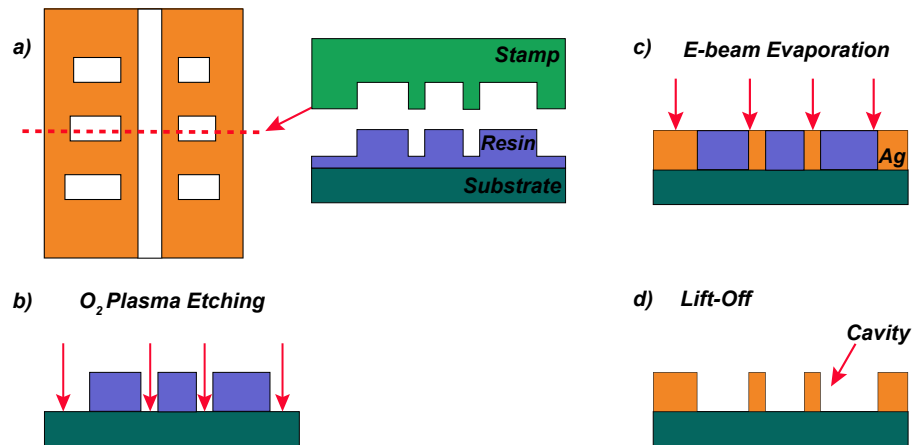 a)
Stamp
Resin
Substrate
b) O₂ Plasma Etching
c) E-beam Evaporation
Ag
d) Lift-Off
Cavity